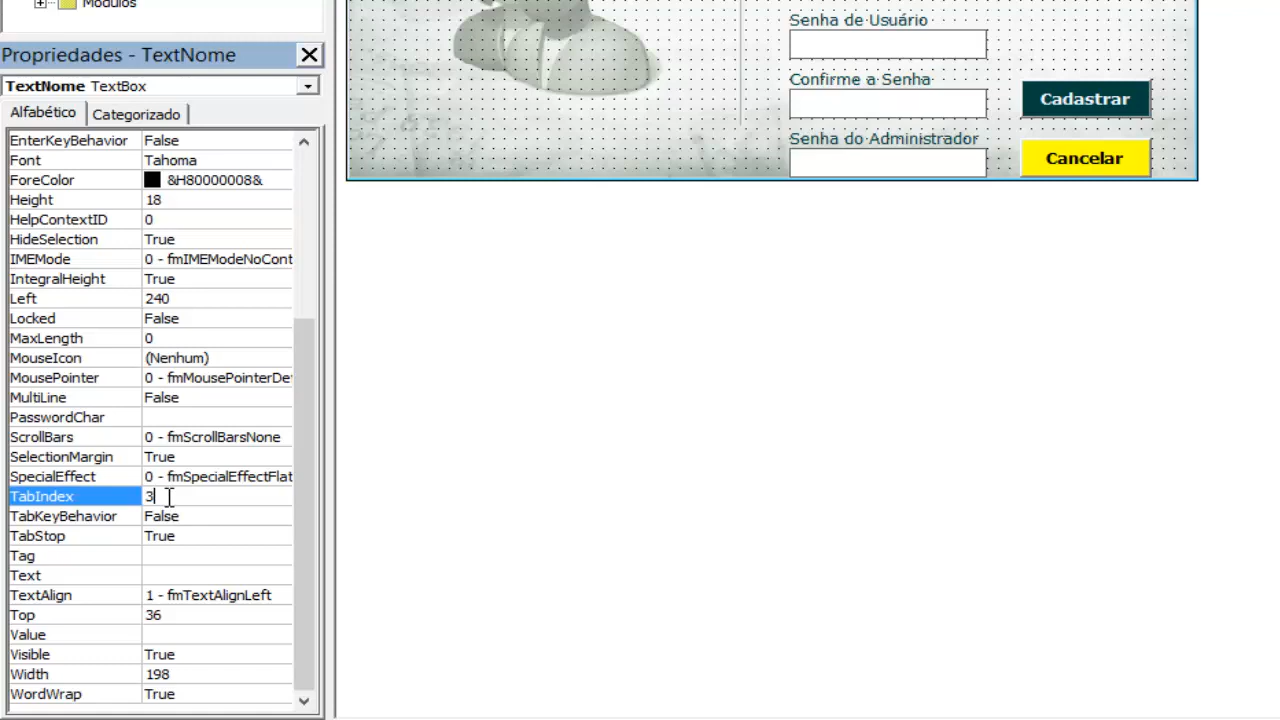 Módulos
Propriedades - TextNome
TextNome TextBox
Alfabético
Categorizado
EnterKeyBehavior False
Font Tahoma
ForeColor &H80000008&
Height 18
HelpContextID 0
HideSelection True
IMEMode 0 - fmIMEModeNoCont
IntegralHeight True
Left 240
Locked False
MaxLength 0
MouseIcon (Nenhum)
MousePointer 0 - fmMousePointerDe
MultiLine False
PasswordChar
ScrollBars 0 - fmScrollBarsNone
SelectionMargin True
SpecialEffect 0 - fmSpecialEffectFlat
TabIndex 3
TabKeyBehavior False
TabStop True
Tag
Text
TextAlign 1 - fmTextAlignLeft
Top 36
Value
Visible True
Width 198
WordWrap True
Senha de Usuário
Confirme a Senha
Cadastrar
Senha do Administrador
Cancelar